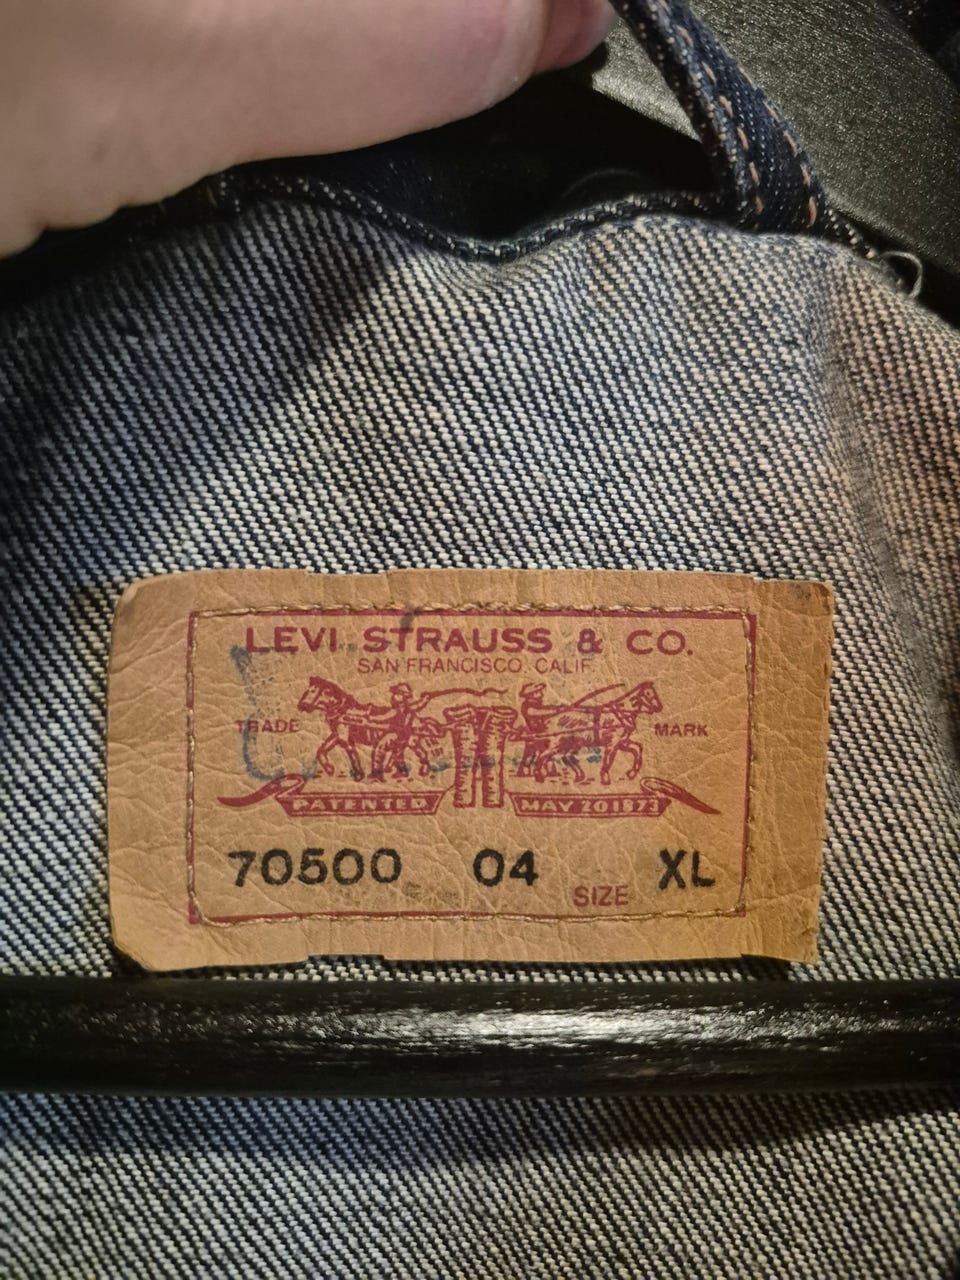 LEVI STRAUSS & CO.
SAN FRANCISCO. CALIF.
TRADE MARK
PATENTED MAY 20 1873
70500 04 SIZE XL